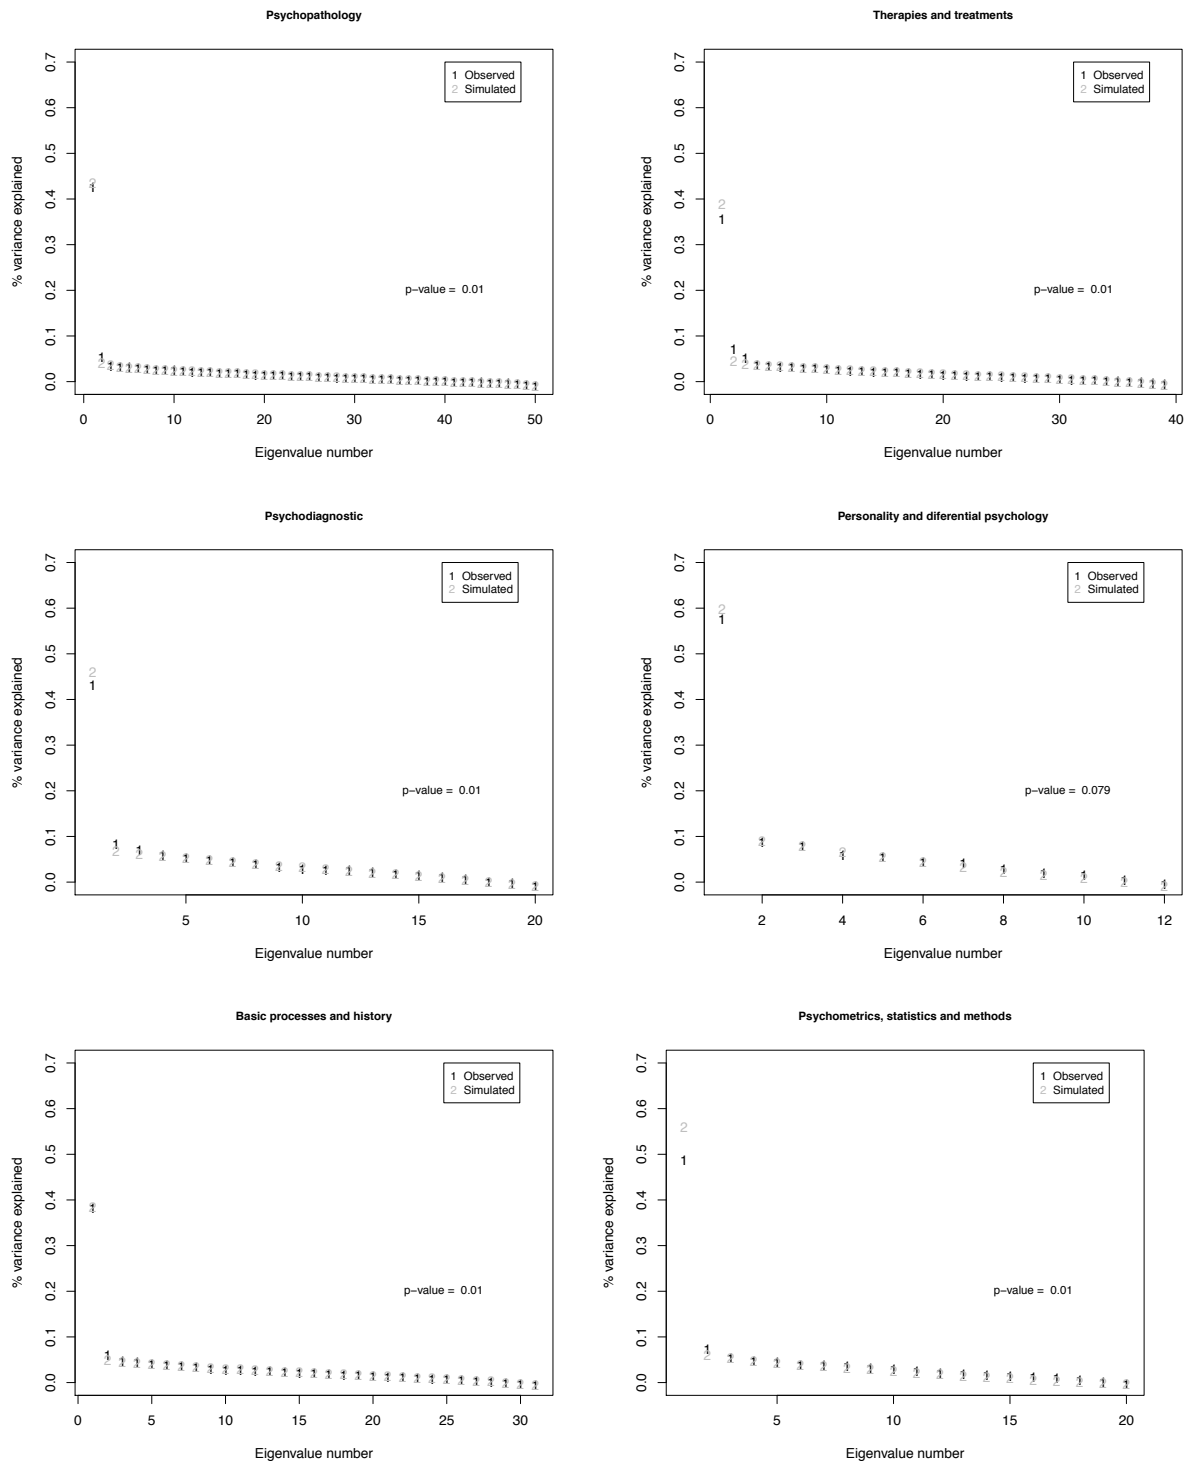 Psychopathology
0.7
0.6
0.5
0.4
0.3
0.2
0.1
0.0
% variance explained
1 Observed
2 Simulated
p−value = 0.01
0 10 20 30 40 50
Eigenvalue number
Therapies and treatments
0.7
0.6
0.5
0.4
0.3
0.2
0.1
0.0
% variance explained
1 Observed
2 Simulated
p−value = 0.01
0 10 20 30 40
Eigenvalue number
Psychodiagnostic
0.7
0.6
0.5
0.4
0.3
0.2
0.1
0.0
% variance explained
1 Observed
2 Simulated
p−value = 0.01
5 10 15 20
Eigenvalue number
Personality and diferential psychology
0.7
0.6
0.5
0.4
0.3
0.2
0.1
0.0
% variance explained
1 Observed
2 Simulated
p−value = 0.079
2 4 6 8 10 12
Eigenvalue number
Basic processes and history
0.7
0.6
0.5
0.4
0.3
0.2
0.1
0.0
% variance explained
1 Observed
2 Simulated
p−value = 0.01
0 5 10 15 20 25 30
Eigenvalue number
Psychometrics, statistics and methods
0.7
0.6
0.5
0.4
0.3
0.2
0.1
0.0
% variance explained
1 Observed
2 Simulated
p−value = 0.01
5 10 15 20
Eigenvalue number